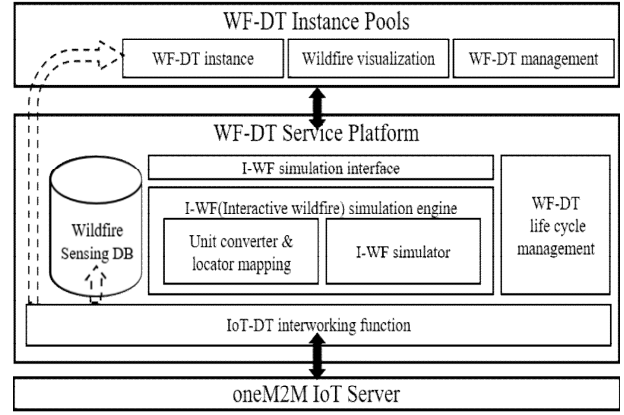 WF-DT Instance Pools
WF-DT instance
Wildfire visualization
WF-DT management
WF-DT Service Platform
Wildfire
Sensing DB
I-WF simulation interface
I-WF(Interactive wildfire) simulation engine
Unit converter &
locator mapping
I-WF simulator
WF-DT
life cycle
management
IoT-DT interworking function
oneM2M IoT Server